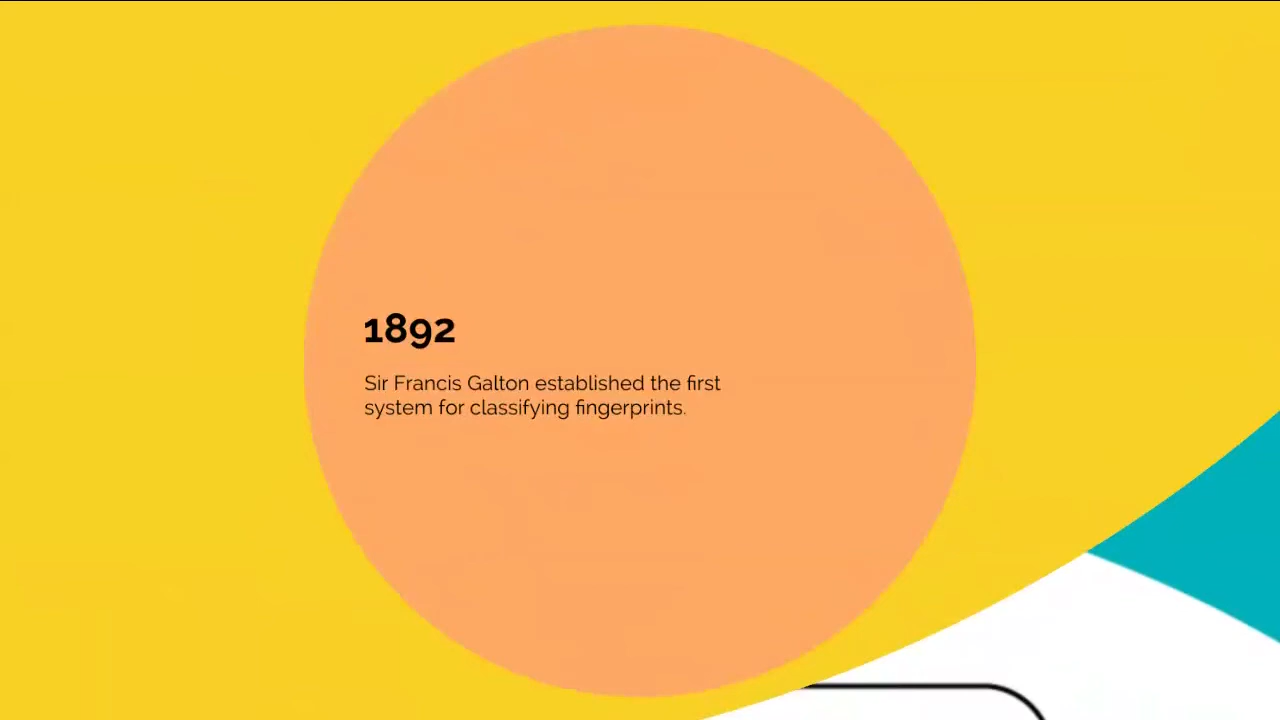 1892
Sir Francis Galton established the first
system for classifying fingerprints.